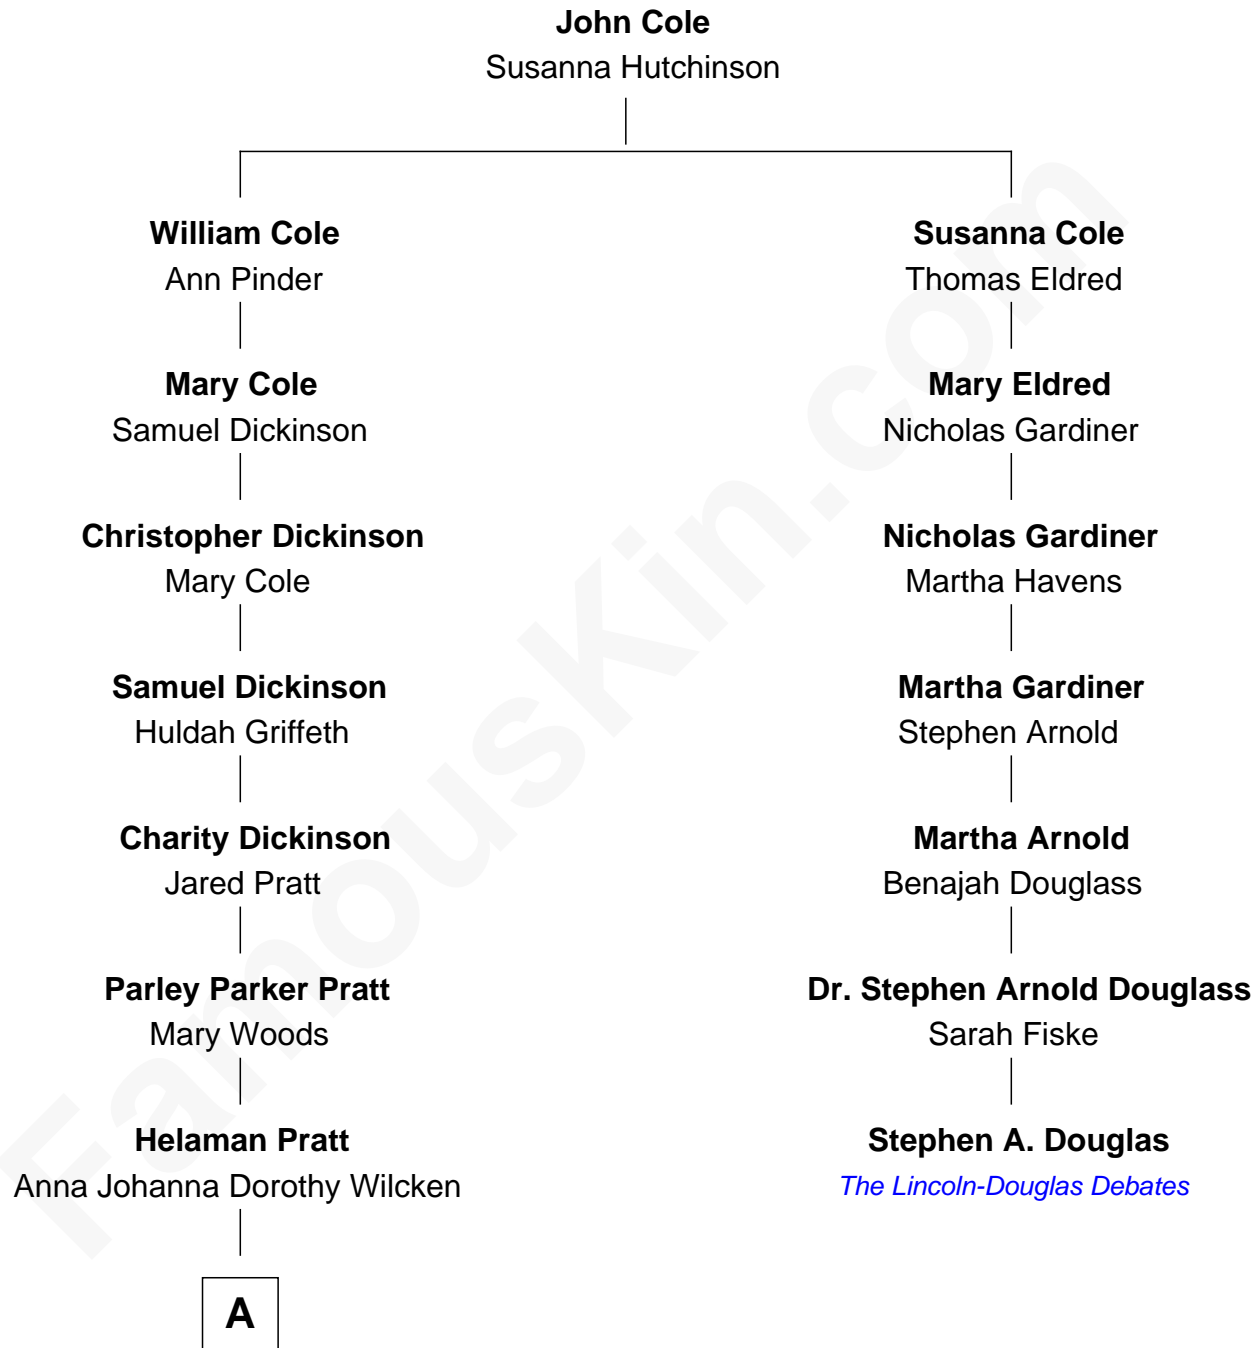 John Cole
Susanna Hutchinson
William Cole
Ann Pinder
Susanna Cole
Thomas Eldred
Mary Cole
Samuel Dickinson
Mary Eldred
Nicholas Gardiner
Christopher Dickinson
Mary Cole
Nicholas Gardiner
Martha Havens
Samuel Dickinson
Huldah Griffeth
Martha Gardiner
Stephen Arnold
Charity Dickinson
Jared Pratt
Martha Arnold
Benajah Douglass
Parley Parker Pratt
Mary Woods
Dr. Stephen Arnold Douglass
Sarah Fiske
Helaman Pratt
Anna Johanna Dorothy Wilcken
Stephen A. Douglas
The Lincoln-Douglas Debates
A
FamousKin.com